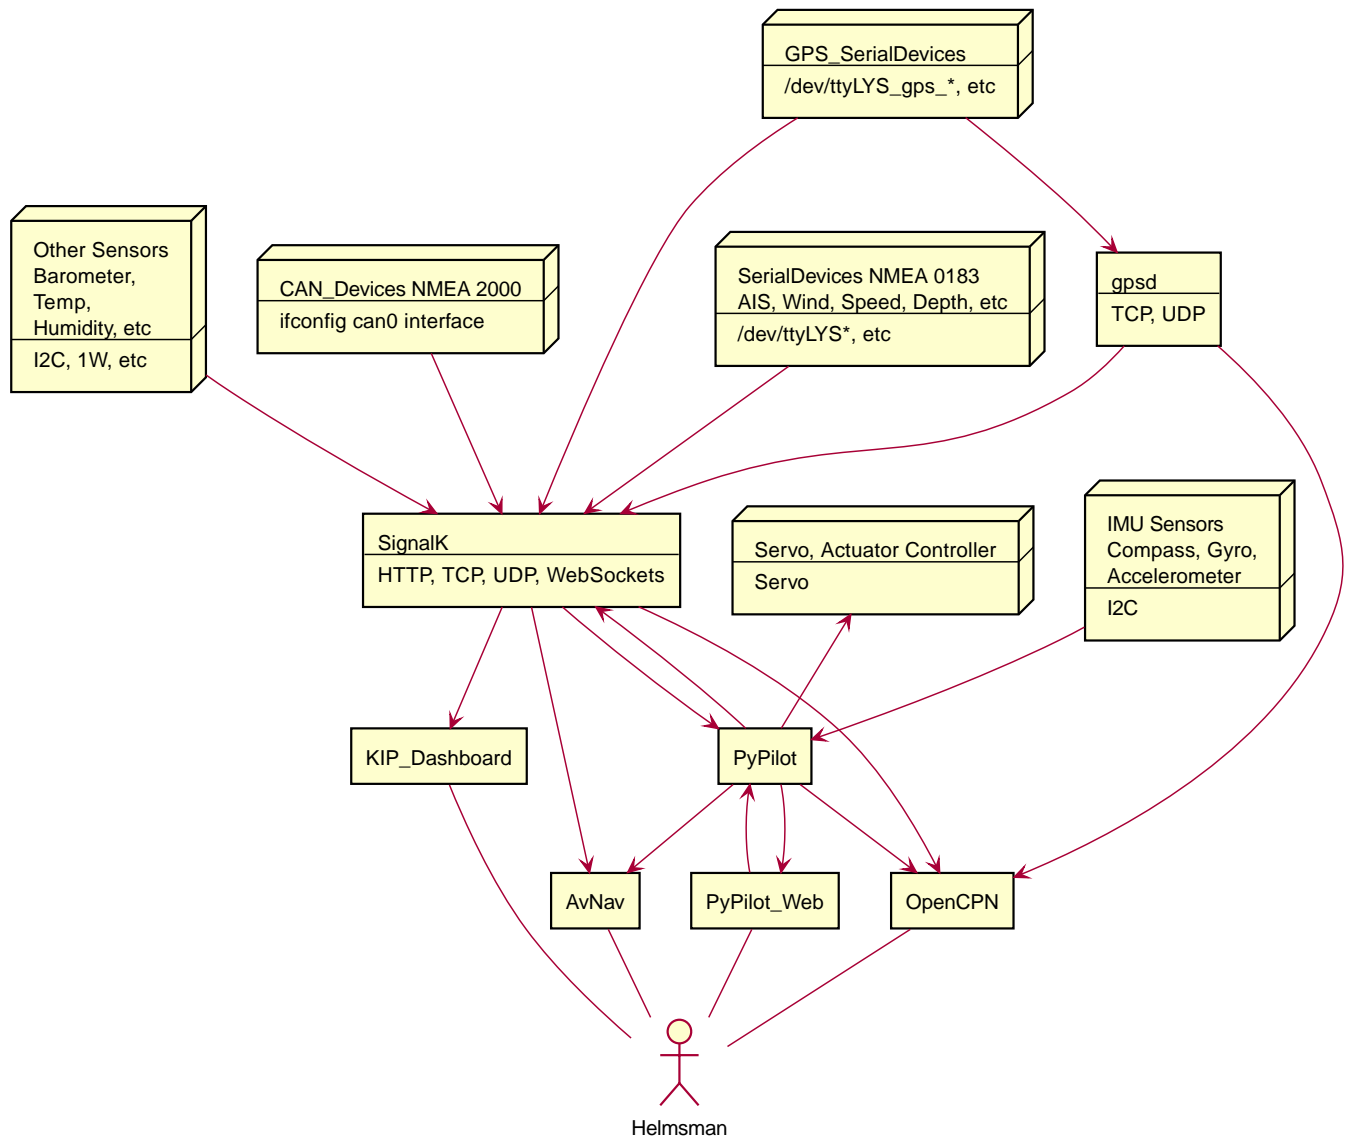 GPS_SerialDevices
/dev/ttyLYS_gps_*, etc
Other Sensors
Barometer,
Temp,
Humidity, etc
I2C, 1W, etc
CAN_Devices NMEA 2000
ifconfig can0 interface
SerialDevices NMEA 0183
AIS, Wind, Speed, Depth, etc
/dev/ttyLYS*, etc
gpsd
TCP, UDP
SignalK
HTTP, TCP, UDP, WebSockets
Servo, Actuator Controller
Servo
IMU Sensors
Compass, Gyro,
Accelerometer
I2C
KIP_Dashboard
PyPilot
AvNav
PyPilot_Web
OpenCPN
Helmsman